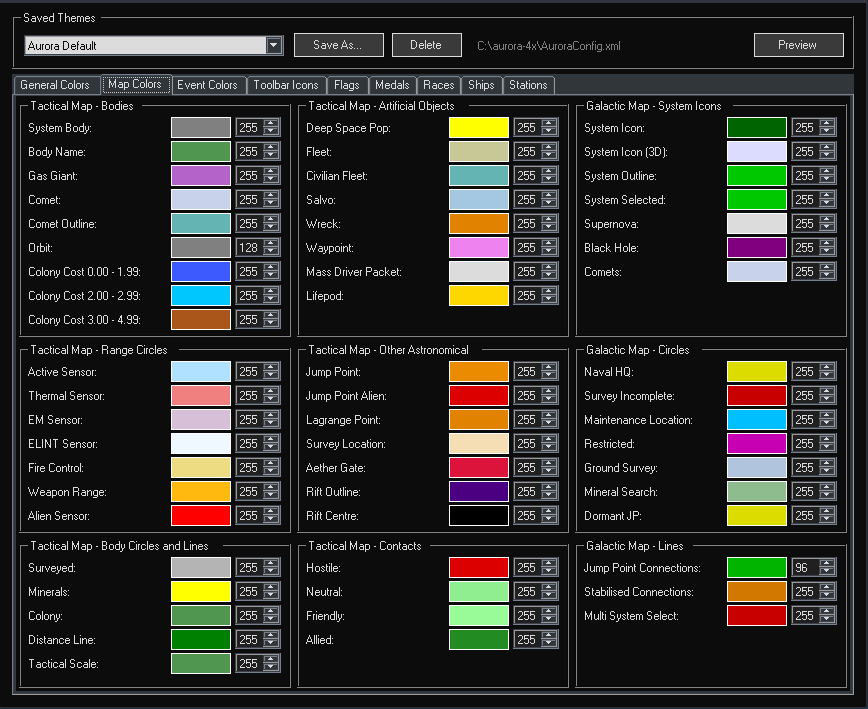 Saved Themes
Aurora Default
Save As...
Delete
C:\aurora-4x\AuroraConfig.xml
Preview
General Colors
Map Colors
Event Colors
Toolbar Icons
Flags
Medals
Races
Ships
Stations
Tactical Map - Bodies
System Body: 255
Body Name: 255
Gas Giant: 255
Comet: 255
Comet Outline: 255
Orbit: 128
Colony Cost 0.00 - 1.99: 255
Colony Cost 2.00 - 2.99: 255
Colony Cost 3.00 - 4.99: 255
Tactical Map - Artificial Objects
Deep Space Pop: 255
Fleet: 255
Civilian Fleet: 255
Salvo: 255
Wreck: 255
Waypoint: 255
Mass Driver Packet: 255
Lifepod: 255
Galactic Map - System Icons
System Icon: 255
System Icon (3D): 255
System Outline: 255
System Selected: 255
Supernova: 255
Black Hole: 255
Comets: 255
Tactical Map - Range Circles
Active Sensor: 255
Thermal Sensor: 255
EM Sensor: 255
ELINT Sensor: 255
Fire Control: 255
Weapon Range: 255
Alien Sensor: 255
Tactical Map - Other Astronomical
Jump Point: 255
Jump Point Alien: 255
Lagrange Point: 255
Survey Location: 255
Aether Gate: 255
Rift Outline: 255
Rift Centre: 255
Galactic Map - Circles
Naval HQ: 255
Survey Incomplete: 255
Maintenance Location: 255
Restricted: 255
Ground Survey: 255
Mineral Search: 255
Dormant JP: 255
Tactical Map - Body Circles and Lines
Surveyed: 255
Minerals: 255
Colony: 255
Distance Line: 255
Tactical Scale: 255
Tactical Map - Contacts
Hostile: 255
Neutral: 255
Friendly: 255
Allied: 255
Galactic Map - Lines
Jump Point Connections: 96
Stabilised Connections: 255
Multi System Select: 255